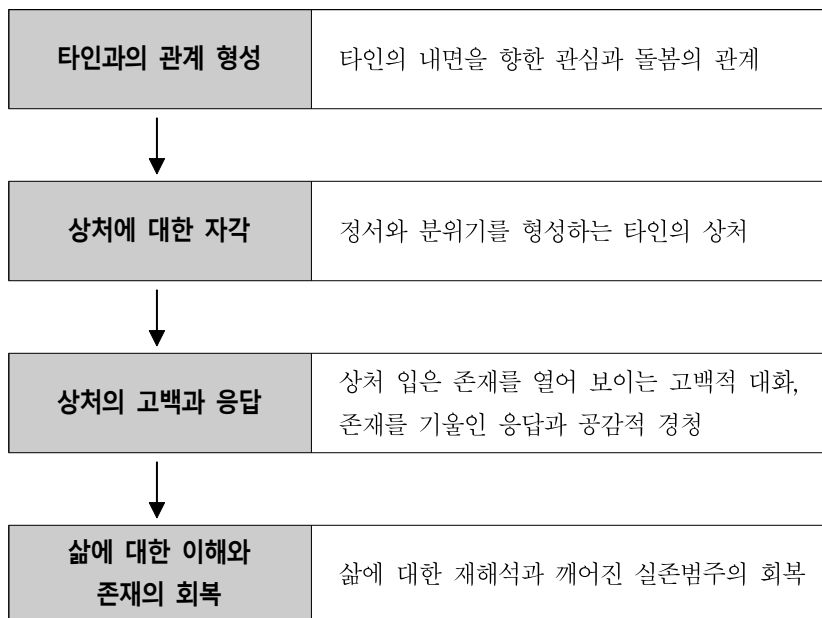 타인과의 관계 형성
타인의 내면을 향한 관심과 돌봄의 관계
상처에 대한 자각
정서와 분위기를 형성하는 타인의 상처
상처의 고백과 응답
상처 입은 존재를 열어 보이는 고백적 대화,
존재를 기울인 응답과 공감적 경청
삶에 대한 이해와
존재의 회복
삶에 대한 재해석과 깨어진 실존범주의 회복